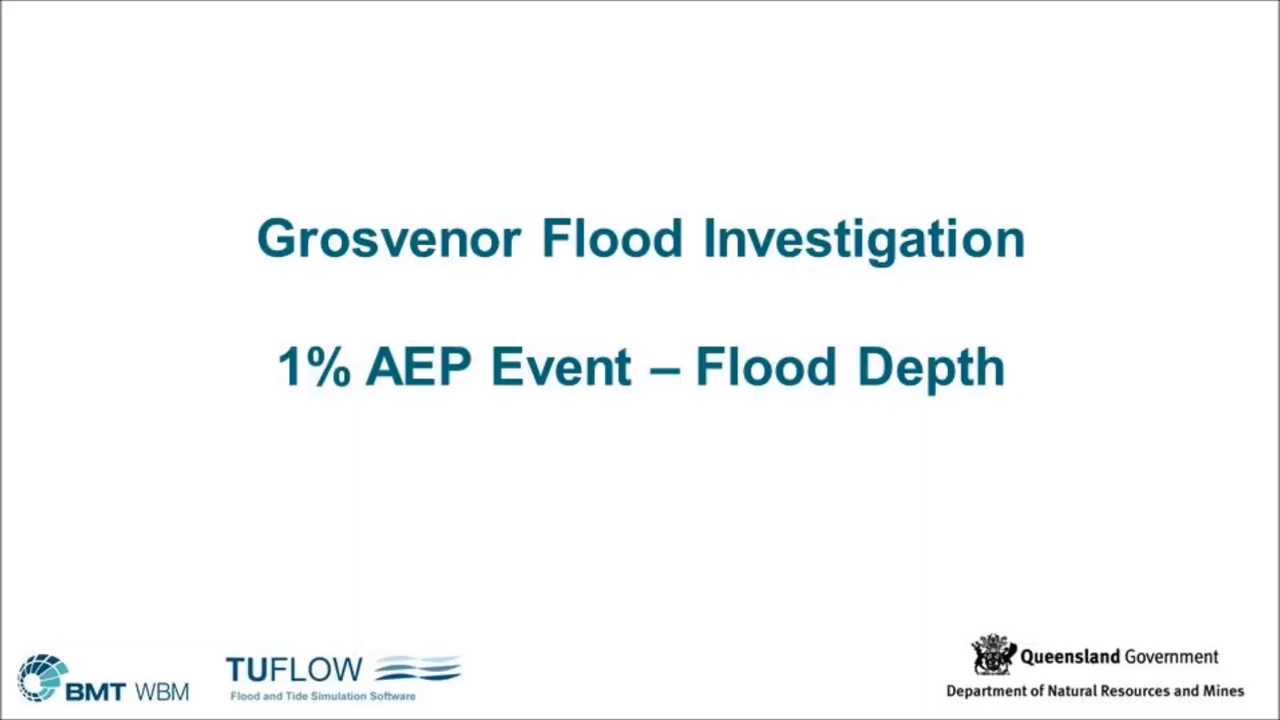 Grosvenor Flood Investigation
1% AEP Event – Flood Depth
BMT WBM
TUFLOW
Flood and Tide Simulation Software
Queensland Government
Department of Natural Resources and Mines